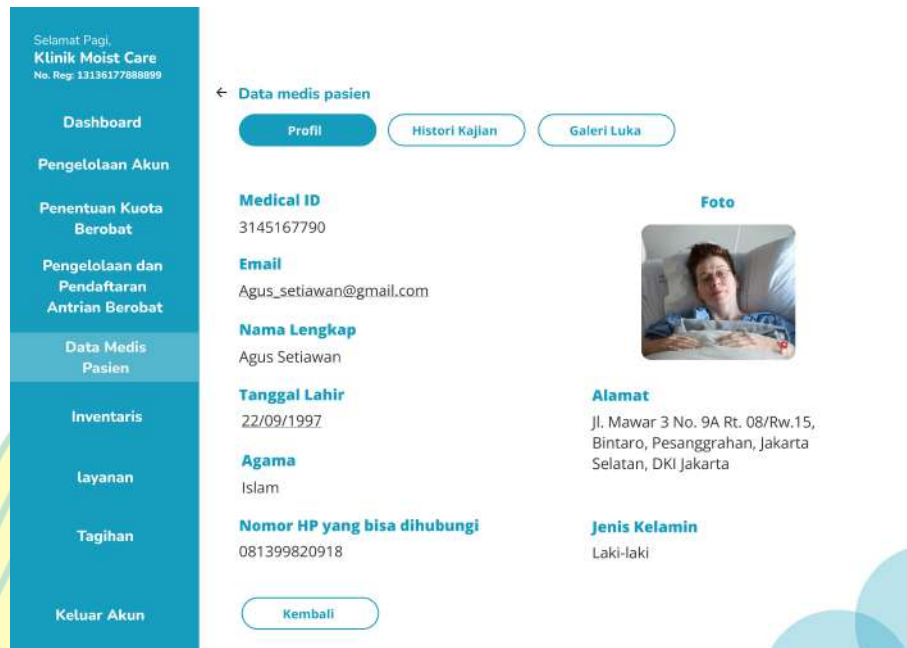 Selamat Pagi,
Klinik Moist Care
No. Reg: 13136177888899
Dashboard
Pengelolaan Akun
Penentuan Kuota
Berobat
Pengelolaan dan
Pendaftaran
Antrian Berobat
Data Medis
Pasien
Inventaris
layanan
Tagihan
Keluar Akun
← Data medis pasien
Profil
Histori Kajian
Galeri Luka
Medical ID
3145167790
Email
Agus_setiawan@gmail.com
Nama Lengkap
Agus Setiawan
Tanggal Lahir
22/09/1997
Agama
Islam
Nomor HP yang bisa dihubungi
081399820918
Foto
Alamat
Jl. Mawar 3 No. 9A Rt. 08/Rw.15,
Bintaro, Pesanggrahan, Jakarta
Selatan, DKI Jakarta
Jenis Kelamin
Laki-laki
Kembali